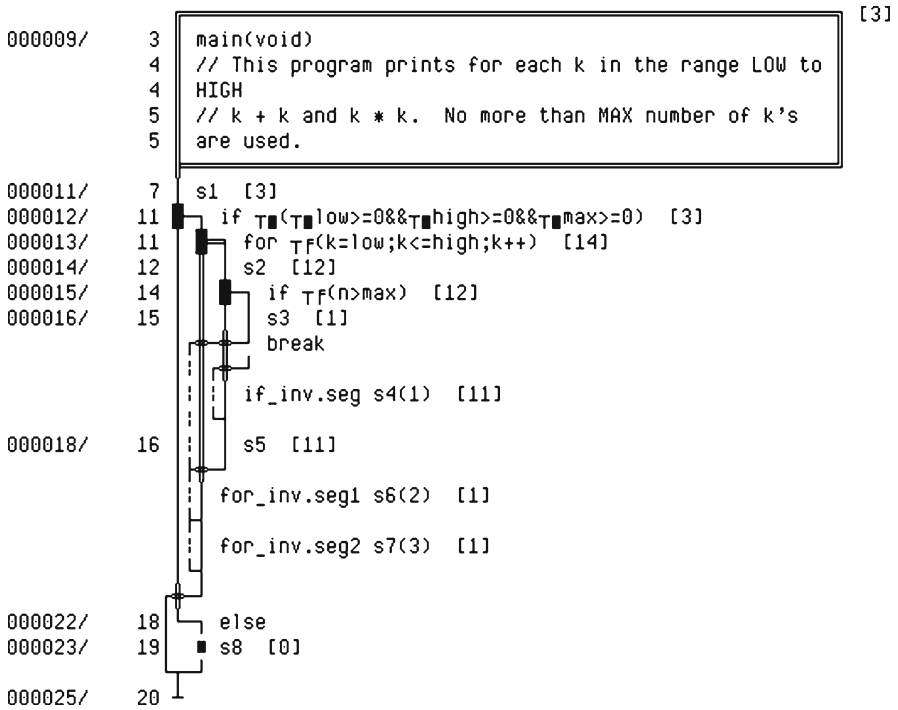 [3]
000009/ 3 main(void)
4 // This program prints for each k in the range LOW to
4 HIGH
5 // k + k and k * k. No more than MAX number of k's
5 are used.
000011/ 7 s1 [3]
000012/ 11 if T■(T■low>=0&&T■high>=0&&T■max>=0) [3]
000013/ 11 for TF(k=low;k<=high;k++) [14]
000014/ 12 s2 [12]
000015/ 14 if TF(n>max) [12]
000016/ 15 s3 [1]
break
if_inv.seg s4(1) [11]
000018/ 16 s5 [11]
for_inv.seg1 s6(2) [1]
for_inv.seg2 s7(3) [1]
000022/ 18 else
000023/ 19 s8 [0]
000025/ 20